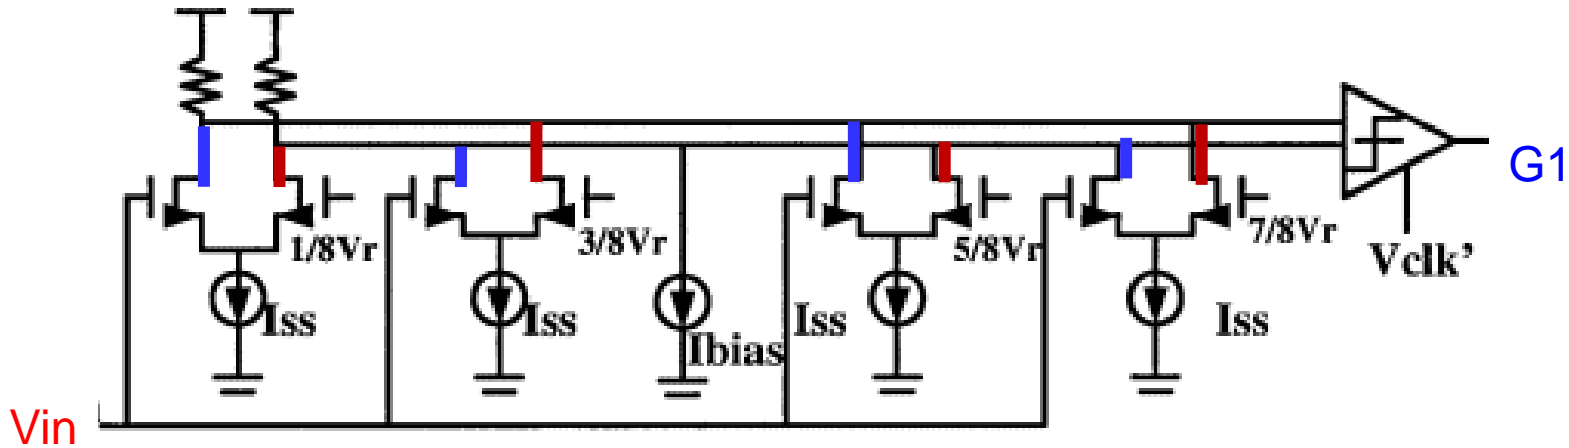 G1
1/8Vr
3/8Vr
5/8Vr
7/8Vr
Vclk’
Iss
Iss
Ibias
Iss
Iss
Vin